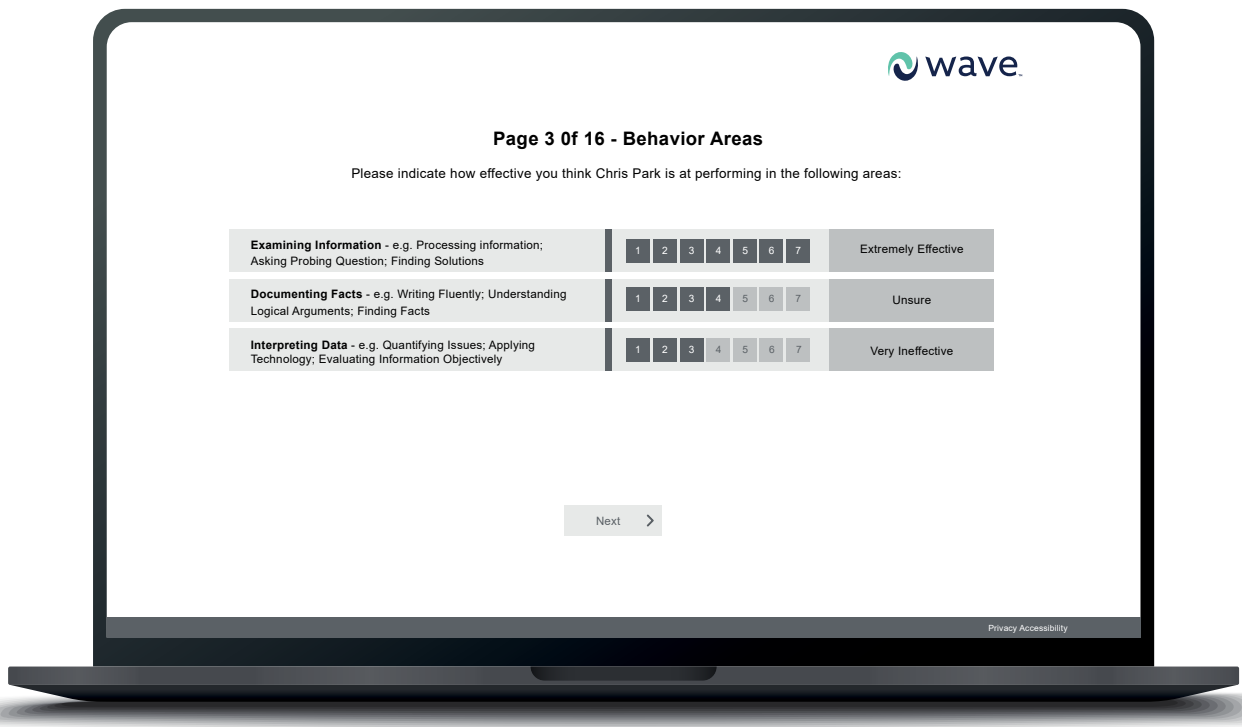 wave™
Page 3 0f 16 - Behavior Areas
Please indicate how effective you think Chris Park is at performing in the following areas:
Examining Information - e.g. Processing information;
Asking Probing Question; Finding Solutions
1 2 3 4 5 6 7
Extremely Effective
Documenting Facts - e.g. Writing Fluently; Understanding
Logical Arguments; Finding Facts
1 2 3 4 5 6 7
Unsure
Interpreting Data - e.g. Quantifying Issues; Applying
Technology; Evaluating Information Objectively
1 2 3 4 5 6 7
Very Ineffective
Next
Privacy Accessibility